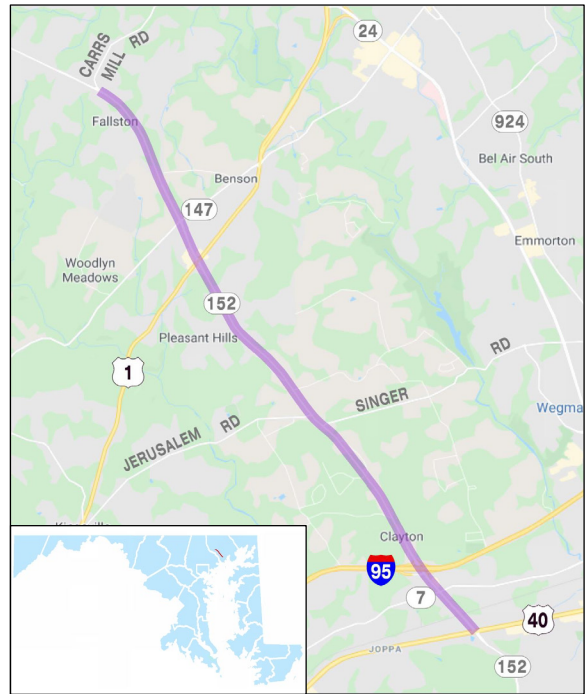 24
CARRS
MILL RD
Fallston
924
Bel Air South
Benson
147
Emmorton
Woodlyn
Meadows
152
Pleasant Hills
1
RD
SINGER
Wegma
JERUSALEM RD
Clayton
95
7
40
JOPPA
152